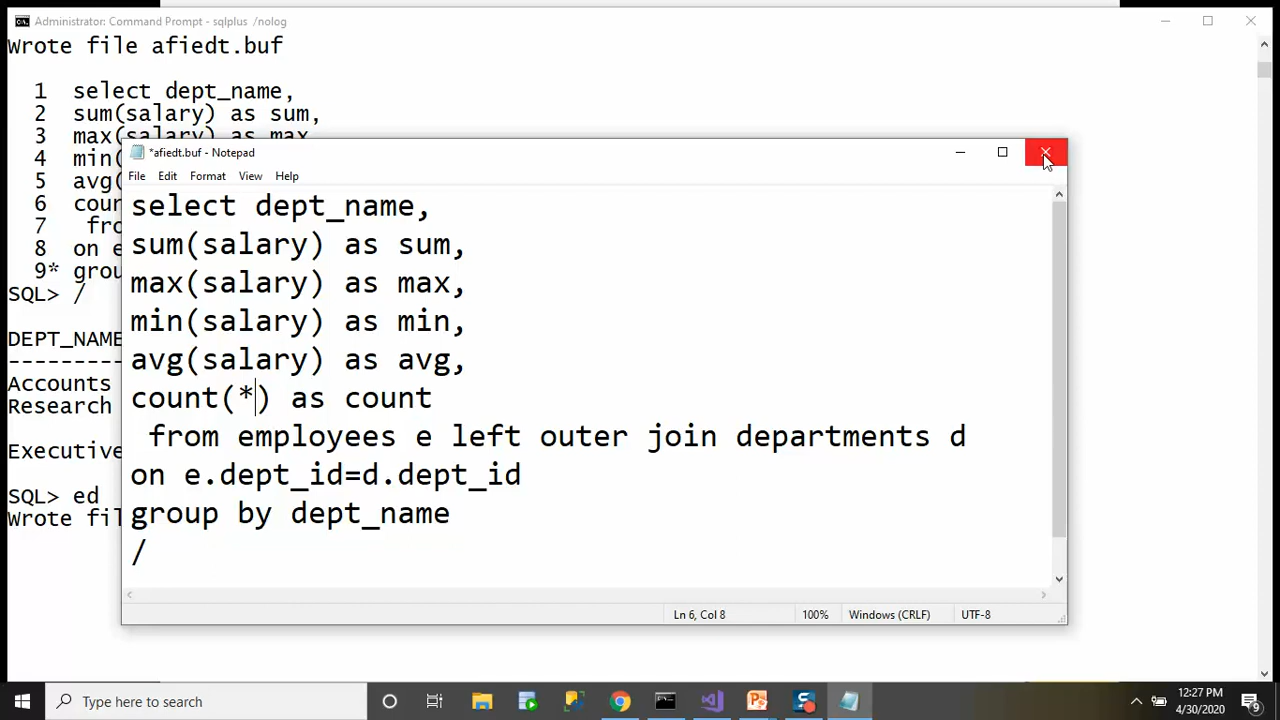 Administrator: Command Prompt - sqlplus /nolog
Wrote file afiedt.buf
1 select dept_name,
2 sum(salary) as sum,
3 max(salary) as max,
4 min(
5 avg(
6 cou
7 fro
8 on e
9* grou
SQL> /
DEPT_NAME
Accounts
Research
Executive
SQL> ed
Wrote fil
*afiedt.buf - Notepad
File Edit Format View Help
select dept_name,
sum(salary) as sum,
max(salary) as max,
min(salary) as min,
avg(salary) as avg,
count(*) as count
from employees e left outer join departments d
on e.dept_id=d.dept_id
group by dept_name
/
Ln 6, Col 8 100% Windows (CRLF) UTF-8
Type here to search
12:27 PM
4/30/2020
9